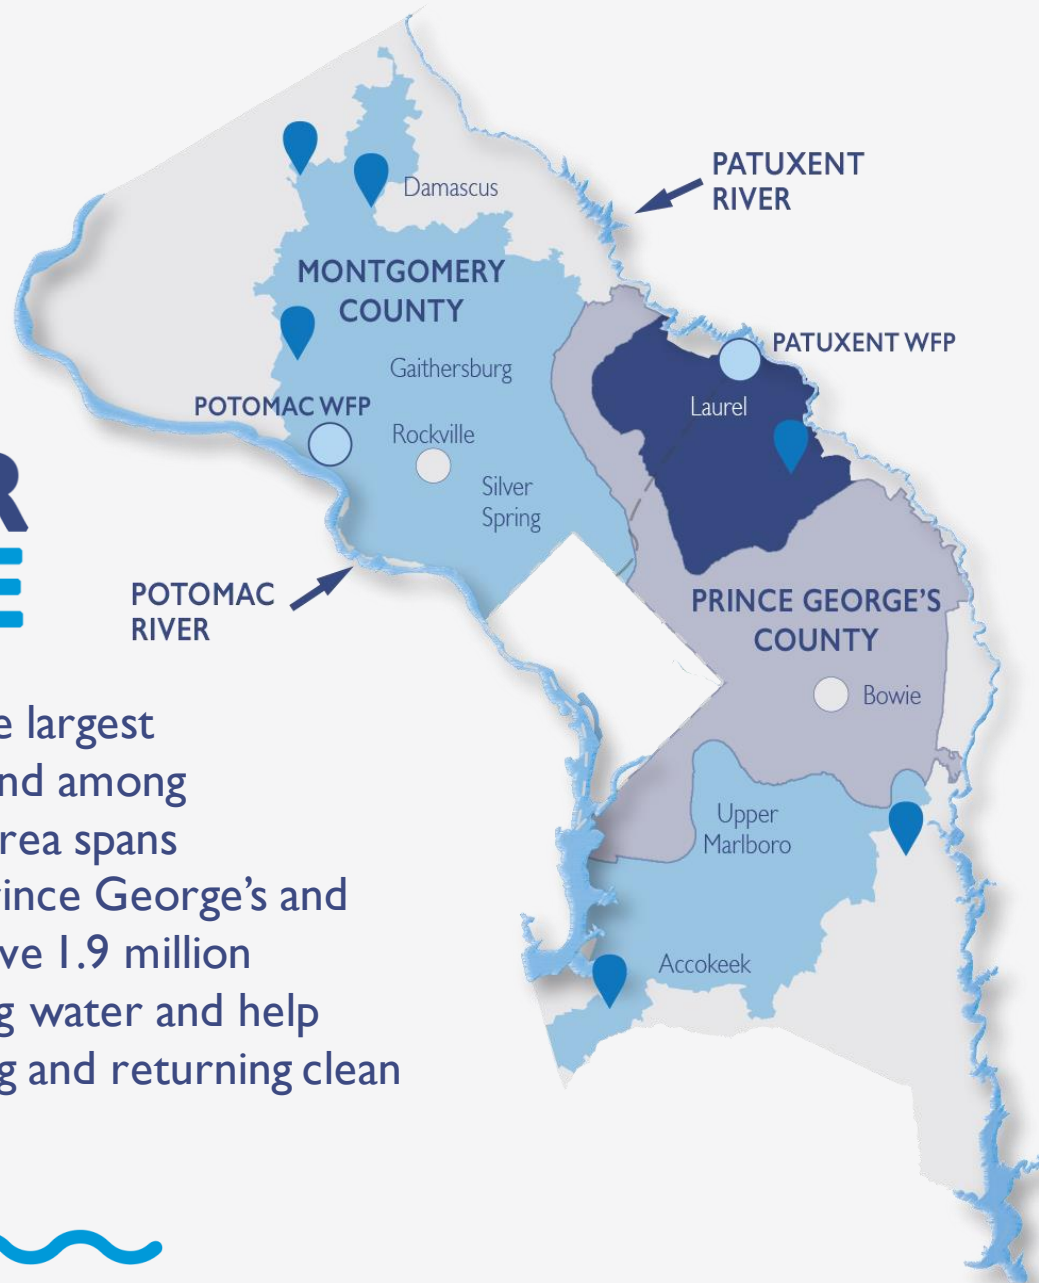 PATUXENT
RIVER
Damascus
MONTGOMERY
COUNTY
PATUXENT WFP
Gaithersburg
POTOMAC WFP
Laurel
Rockville
Silver
Spring
R
E
POTOMAC
RIVER
PRINCE GEORGE'S
COUNTY
Bowie
e largest
nd among
rea spans
rince George's and
ve 1.9 million
g water and help
g and returning clean
Upper
Marlboro
Accokeek